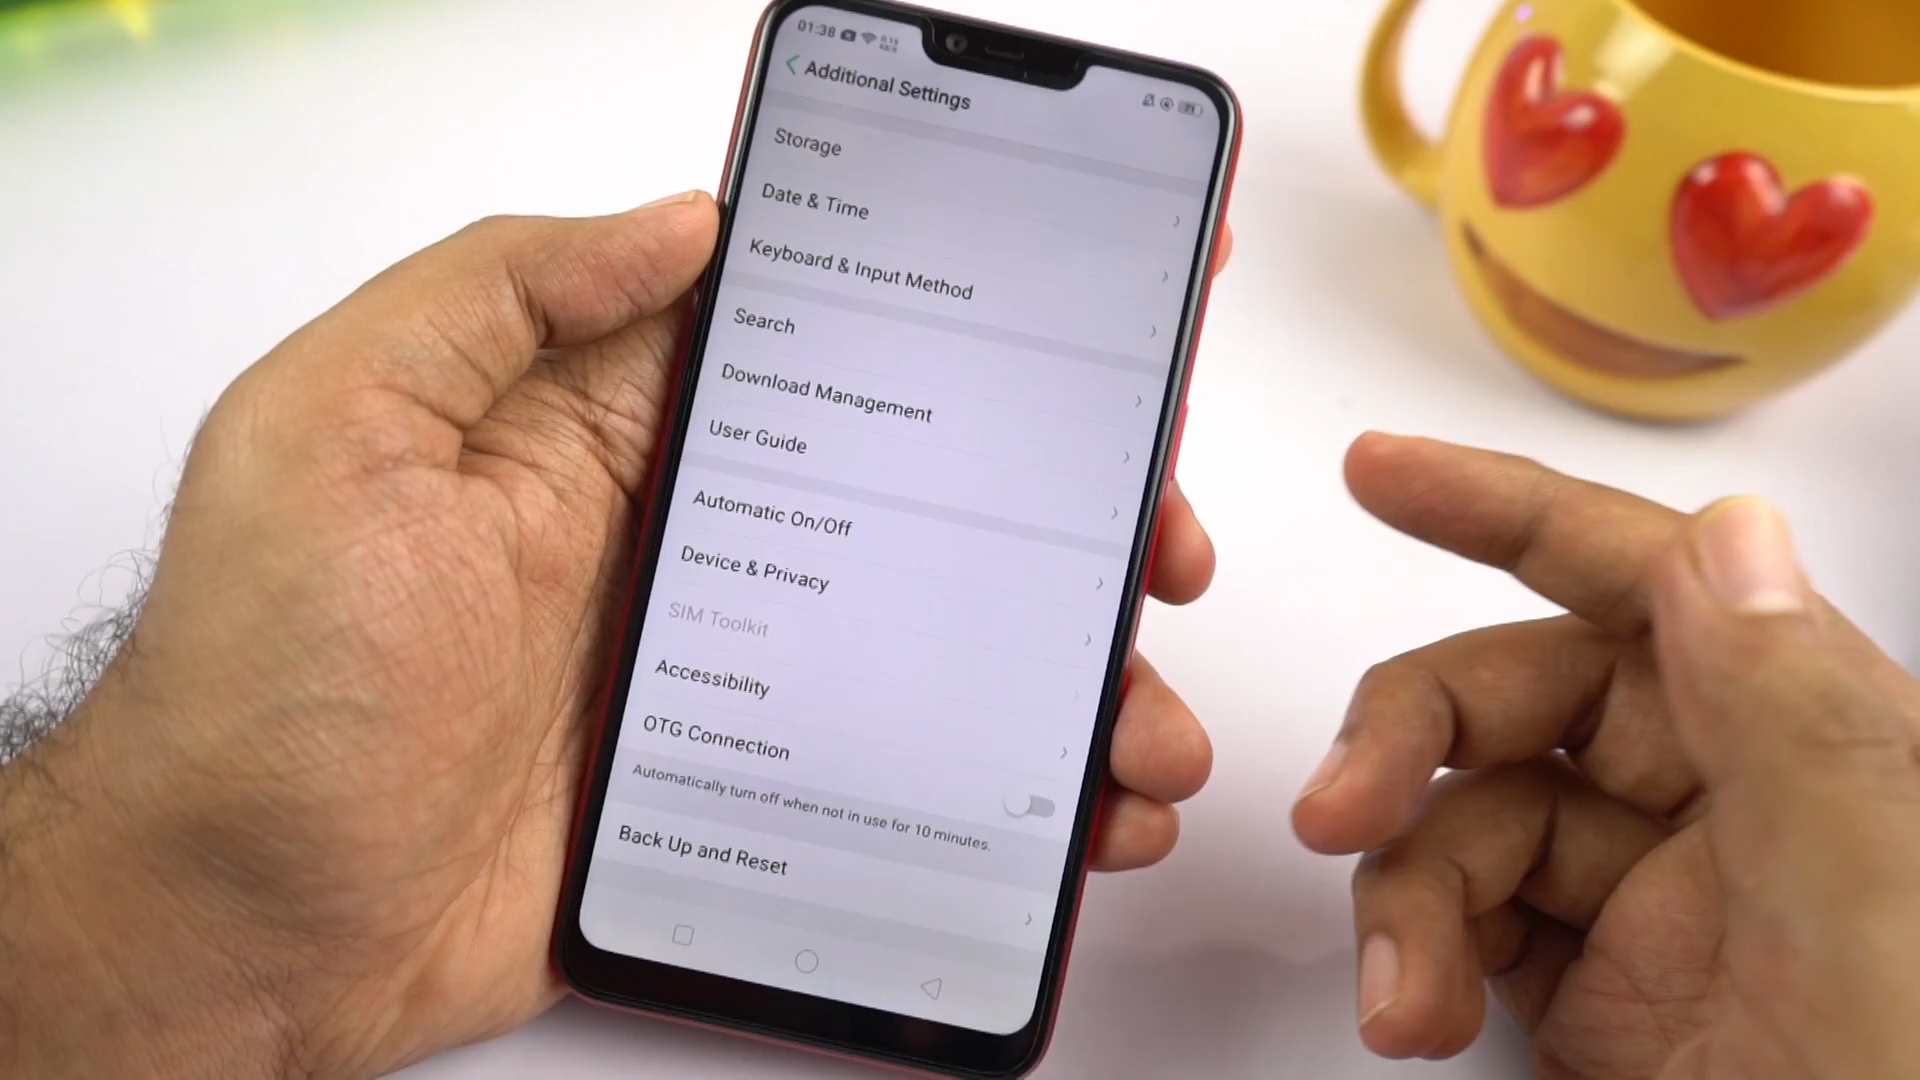 01:38
Additional Settings
Storage
Date & Time
Keyboard & Input Method
Search
Download Management
User Guide
Automatic On/Off
Device & Privacy
SIM Toolkit
Accessibility
OTG Connection
Automatically turn off when not in use for 10 minutes.
Back Up and Reset